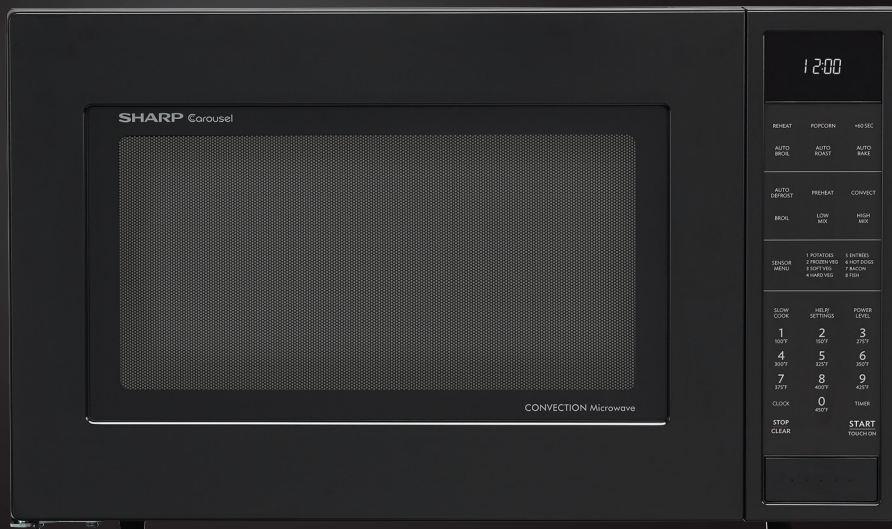 SHARP Carousel
CONVECTION Microwave
12:00
REHEAT POPCORN +60 SEC
AUTO BROIL AUTO ROAST AUTO BAKE
AUTO DEFROST PREHEAT CONVECT
BROIL LOW MIX HIGH MIX
SENSOR MENU
1 POTATOES 5 ENTRÉES
2 FROZEN VEG 6 HOT DOGS
3 SOFT VEG 7 BACON
4 HARD VEG 8 FISH
SLOW COOK HELP/ SETTINGS POWER LEVEL
1 2 3
100°F 150°F 275°F
4 5 6
300°F 325°F 350°F
7 8 9
375°F 400°F 425°F
CLOCK 0 TIMER
450°F
STOP CLEAR START
TOUCH ON